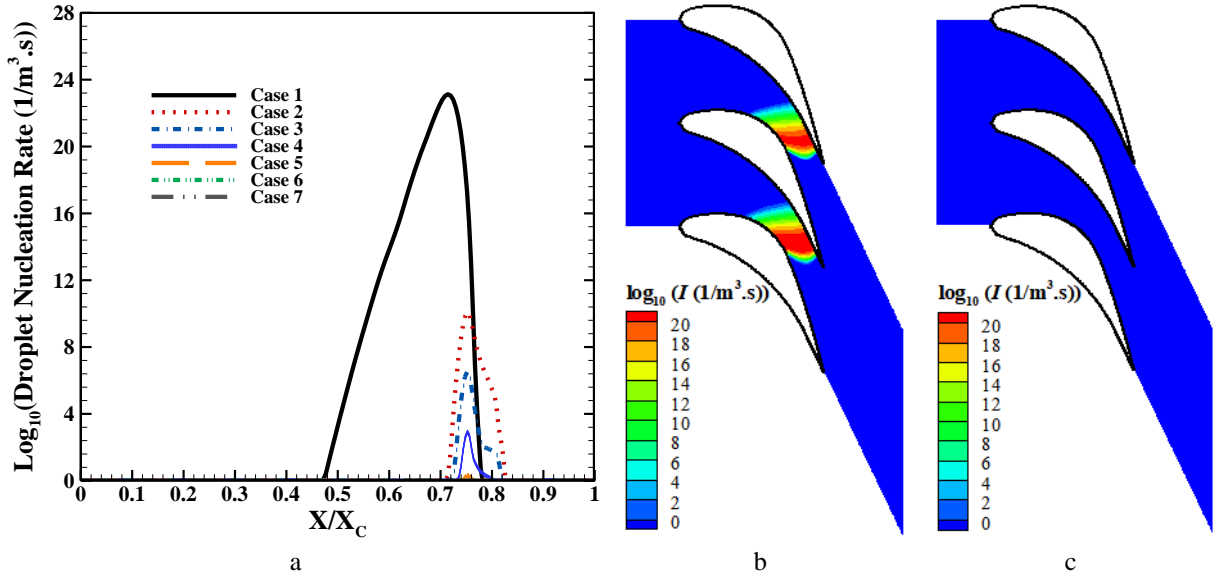 Log10(Droplet Nucleation Rate (1/m³.s))
28
24
20
16
12
8
4
0
Case 1
Case 2
Case 3
Case 4
Case 5
Case 6
Case 7
0 0.1 0.2 0.3 0.4 0.5 0.6 0.7 0.8 0.9 1
X/XC
a
log10 (I (1/m³.s))
20
18
16
14
12
10
8
6
4
2
0
b
log10 (I (1/m³.s))
20
18
16
14
12
10
8
6
4
2
0
c